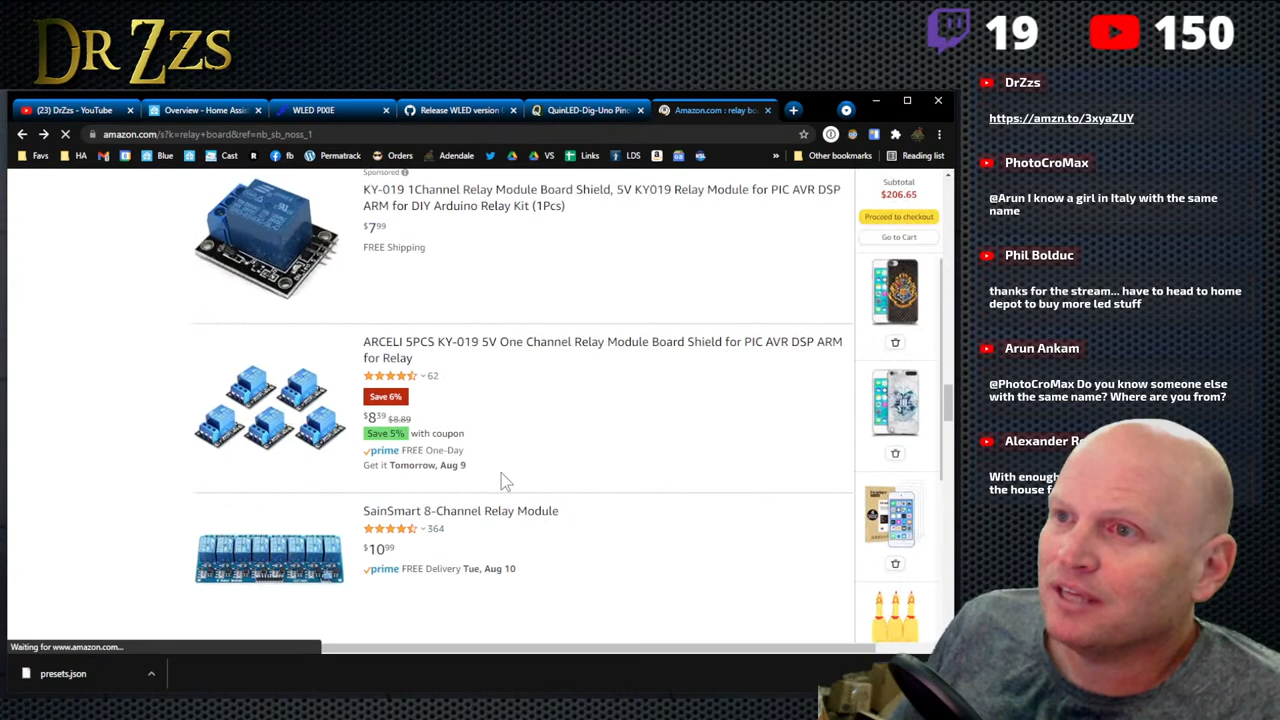 DRZZS
19
150
(23) DrZzs - YouTube
Overview - Home Assis
WLED PIXIE
Release WLED version
QuinLED-Dig-Uno Pino
Amazon.com : relay bo
amazon.com/s?k=relay+board&ref=nb_sb_noss_1
Favs
HA
Blue
Cast
fb
Permatrack
Orders
Adendale
VS
Links
LDS
Other bookmarks
Reading list
Sponsored
KY-019 1Channel Relay Module Board Shield, 5V KY019 Relay Module for PIC AVR DSP
ARM for DIY Arduino Relay Kit (1Pcs)
$7.99
FREE Shipping
ARCELI 5PCS KY-019 5V One Channel Relay Module Board Shield for PIC AVR DSP ARM
for Relay
62
Save 6%
$8.39 $8.89
Save 5% with coupon
prime FREE One-Day
Get it Tomorrow, Aug 9
SainSmart 8-Channel Relay Module
364
$10.99
prime FREE Delivery Tue, Aug 10
Subtotal
$206.65
Proceed to checkout
Go to Cart
Waiting for www.amazon.com...
presets.json
DrZzs
https://amzn.to/3xyaZUY
PhotoCroMax
@Arun I know a girl in Italy with the same
name
Phil Bolduc
thanks for the stream... have to head to home
depot to buy more led stuff
Arun Ankam
@PhotoCroMax Do you know someone else
with the same name? Where are you from?
Alexander
With enough
the house